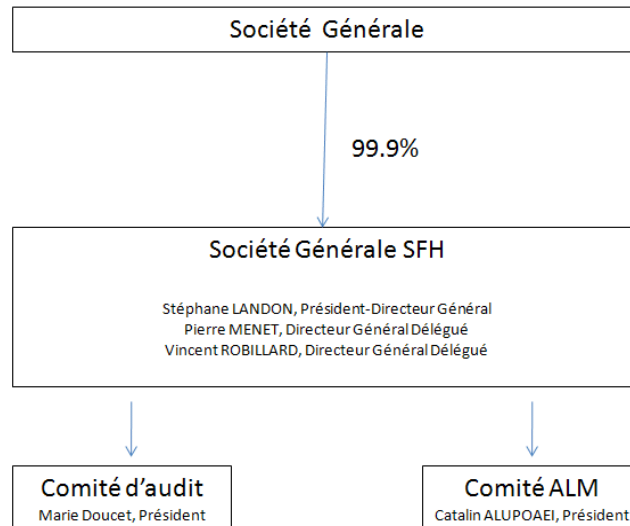 Société Générale
99.9%
Société Générale SFH
Stéphane LANDON, Président-Directeur Général
Pierre MENET, Directeur Général Délégué
Vincent ROBILLARD, Directeur Général Délégué
Comité d'audit
Marie Doucet, Président
Comité ALM
Catalin ALUPOAEI, Président